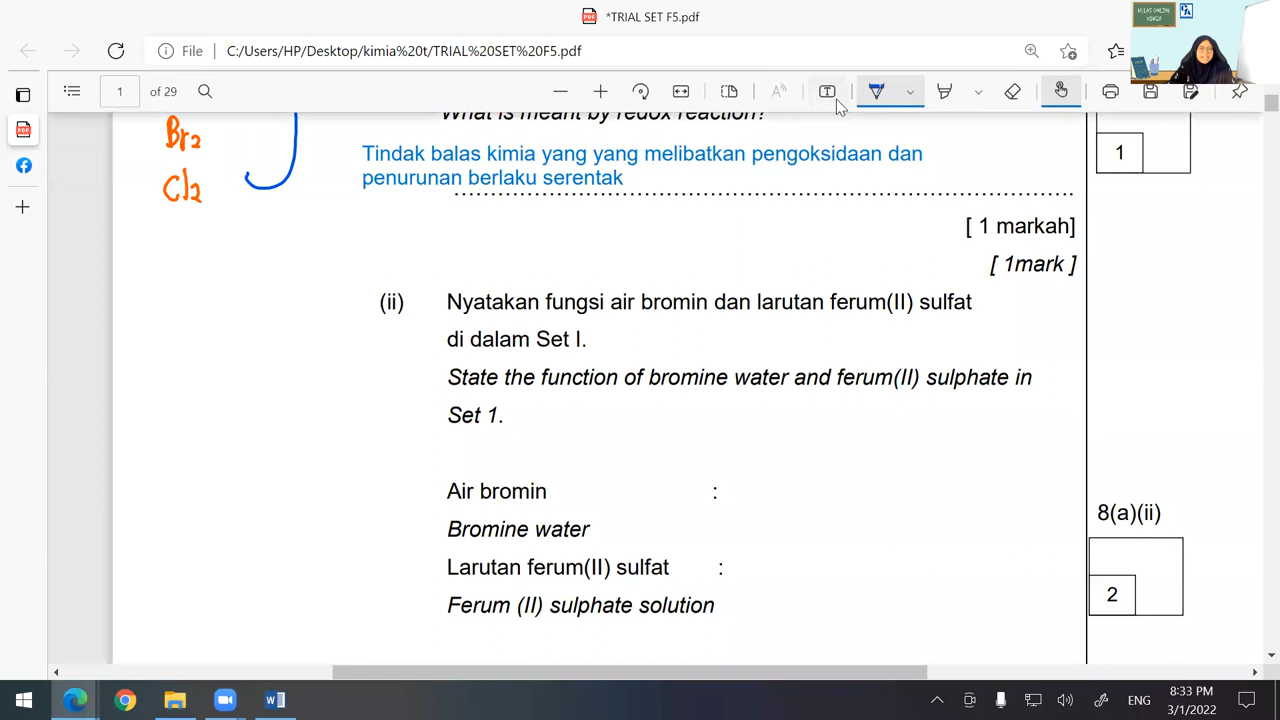 *TRIAL SET F5.pdf
File C:/Users/HP/Desktop/kimia%20t/TRIAL%20SET%20F5.pdf
KELAS ONLINE KIMIA
1 of 29
Br2
Cl2
What is meant by redox reaction?
Tindak balas kimia yang yang melibatkan pengoksidaan dan
penurunan berlaku serentak
1
[ 1 markah]
[ 1mark ]
(ii) Nyatakan fungsi air bromin dan larutan ferum(II) sulfat
di dalam Set I.
State the function of bromine water and ferum(II) sulphate in
Set 1.
Air bromin :
Bromine water
8(a)(ii)
Larutan ferum(II) sulfat :
2
Ferum (II) sulphate solution
ENG
8:33 PM
3/1/2022